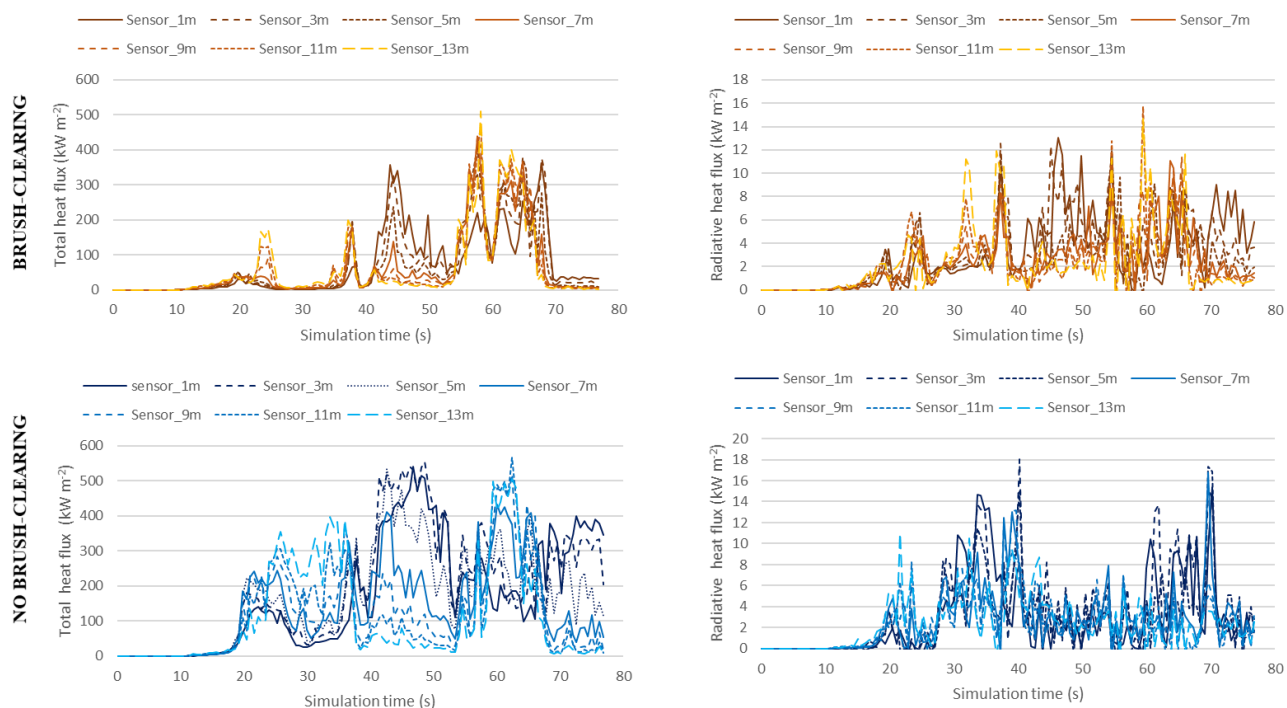 Sensor_1m Sensor_3m Sensor_5m Sensor_7m
Sensor_9m Sensor_11m Sensor_13m
BRUSH-CLEARING
Total heat flux (kW m-2)
600
500
400
300
200
100
0
0 10 20 30 40 50 60 70 80
Simulation time (s)
Sensor_1m Sensor_3m Sensor_5m Sensor_7m
Sensor_9m Sensor_11m Sensor_13m
Radiative heat flux (kW m-2)
18
16
14
12
10
8
6
4
2
0
0 10 20 30 40 50 60 70 80
Simulation time (s)
sensor_1m Sensor_3m Sensor_5m Sensor_7m
Sensor_9m Sensor_11m Sensor_13m
NO BRUSH-CLEARING
Total heat flux (kW m-2)
600
500
400
300
200
100
0
0 10 20 30 40 50 60 70 80
Simulation time (s)
Sensor_1m Sensor_3m Sensor_5m Sensor_7m
Sensor_9m Sensor_11m Sensor_13m
Radiative heat flux (kW m-2)
20
18
16
14
12
10
8
6
4
2
0
0 10 20 30 40 50 60 70 80
Simulation time (s)